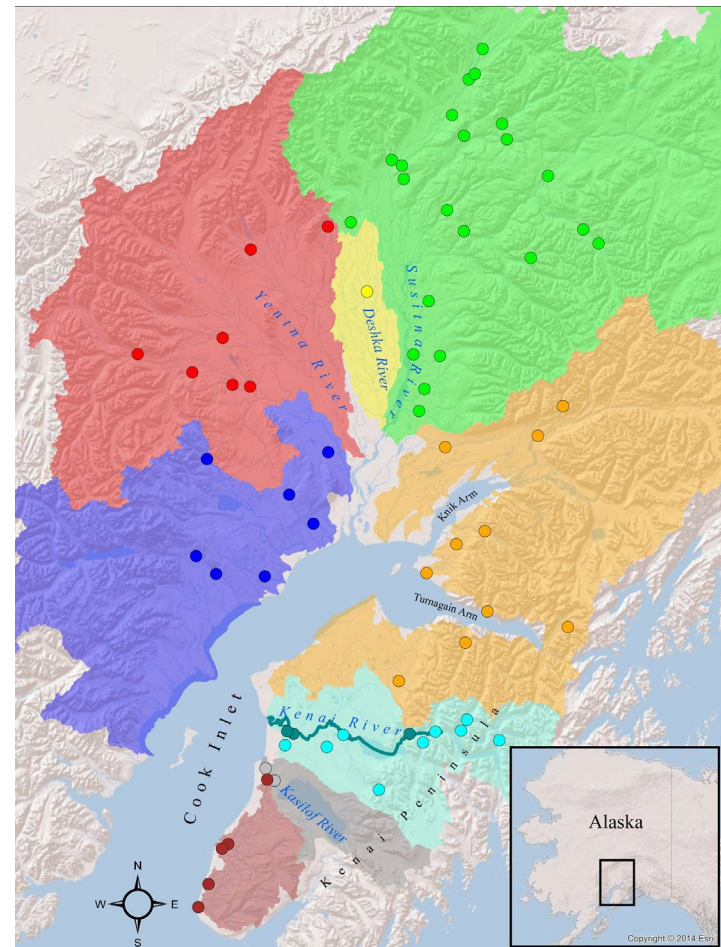 Susitna River
Yentna River
Deshka River
Knik Arm
Turnagain Arm
Kenai River
Cook Inlet
Kenai Peninsula
Kasilof River
Alaska
N
W
E
S
Copyright © 2014 Esri